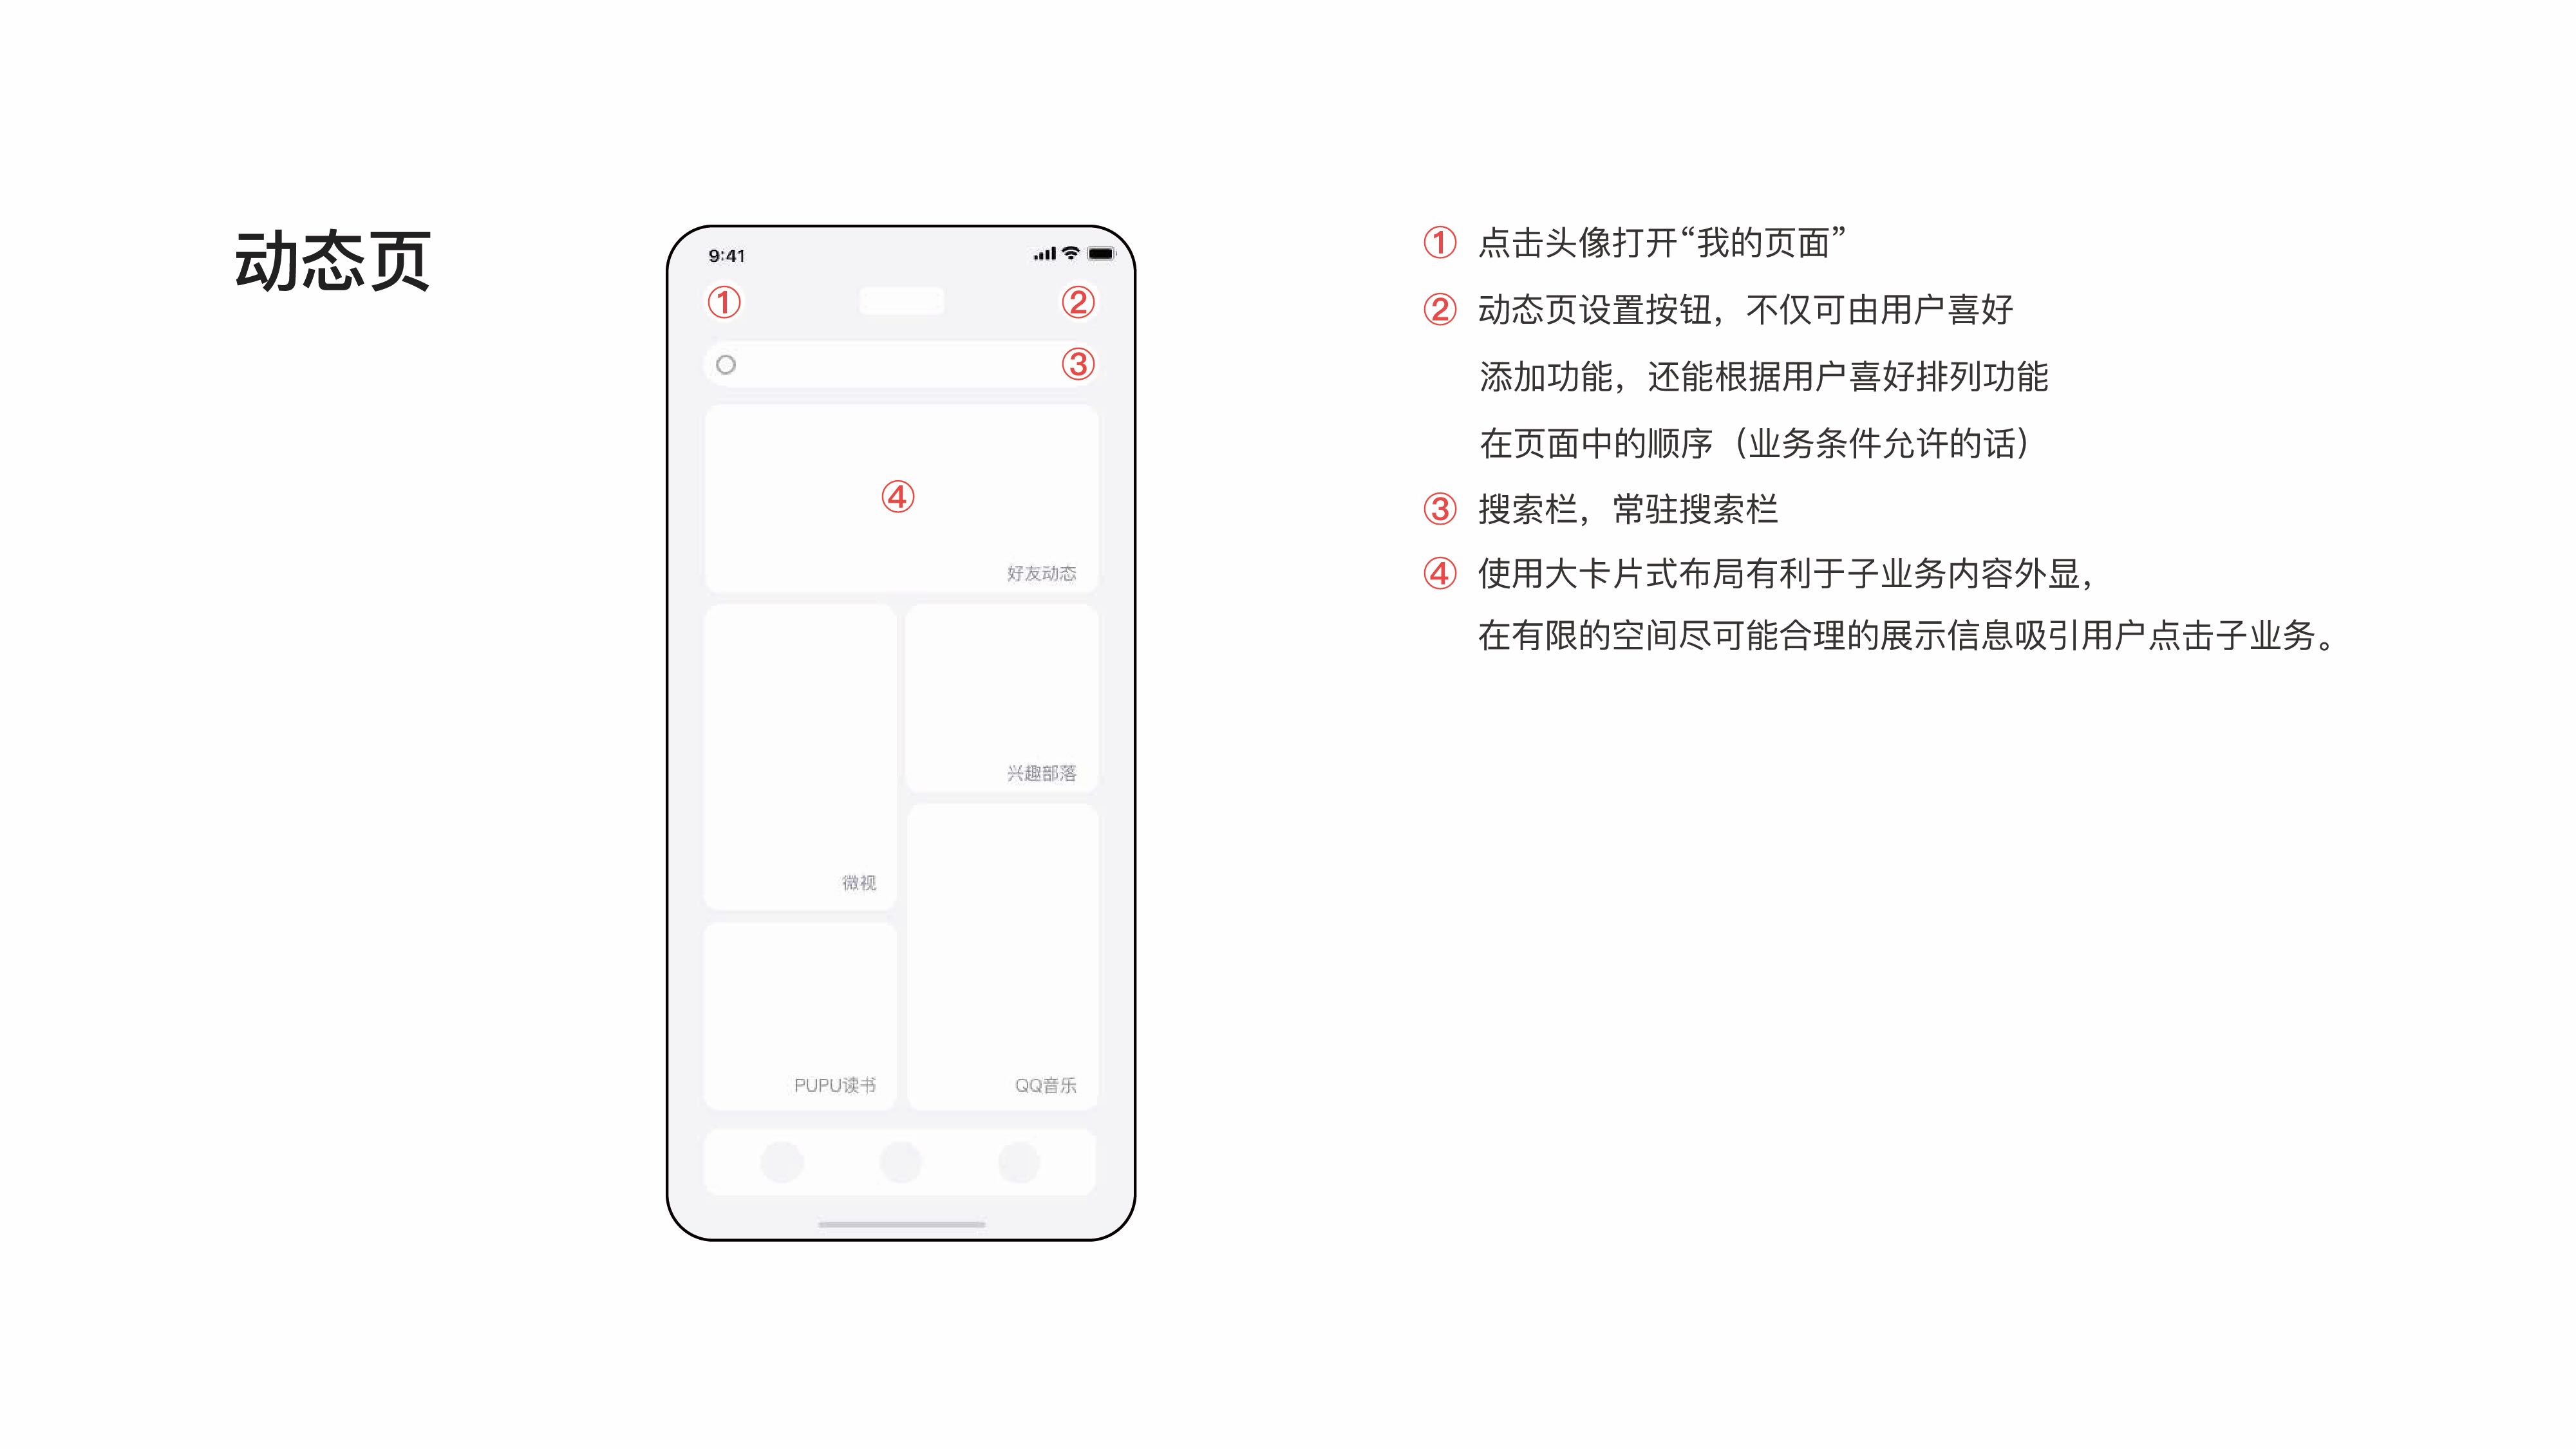 动态页
9:41
①
②
③
④
好友动态
兴趣部落
微视
PUPU读书
QQ音乐
① 点击头像打开“我的页面”
② 动态页设置按钮，不仅可由用户喜好
添加功能，还能根据用户喜好排列功能
在页面中的顺序（业务条件允许的话）
③ 搜索栏，常驻搜索栏
④ 使用大卡片式布局有利于子业务内容外显，
在有限的空间尽可能合理的展示信息吸引用户点击子业务。